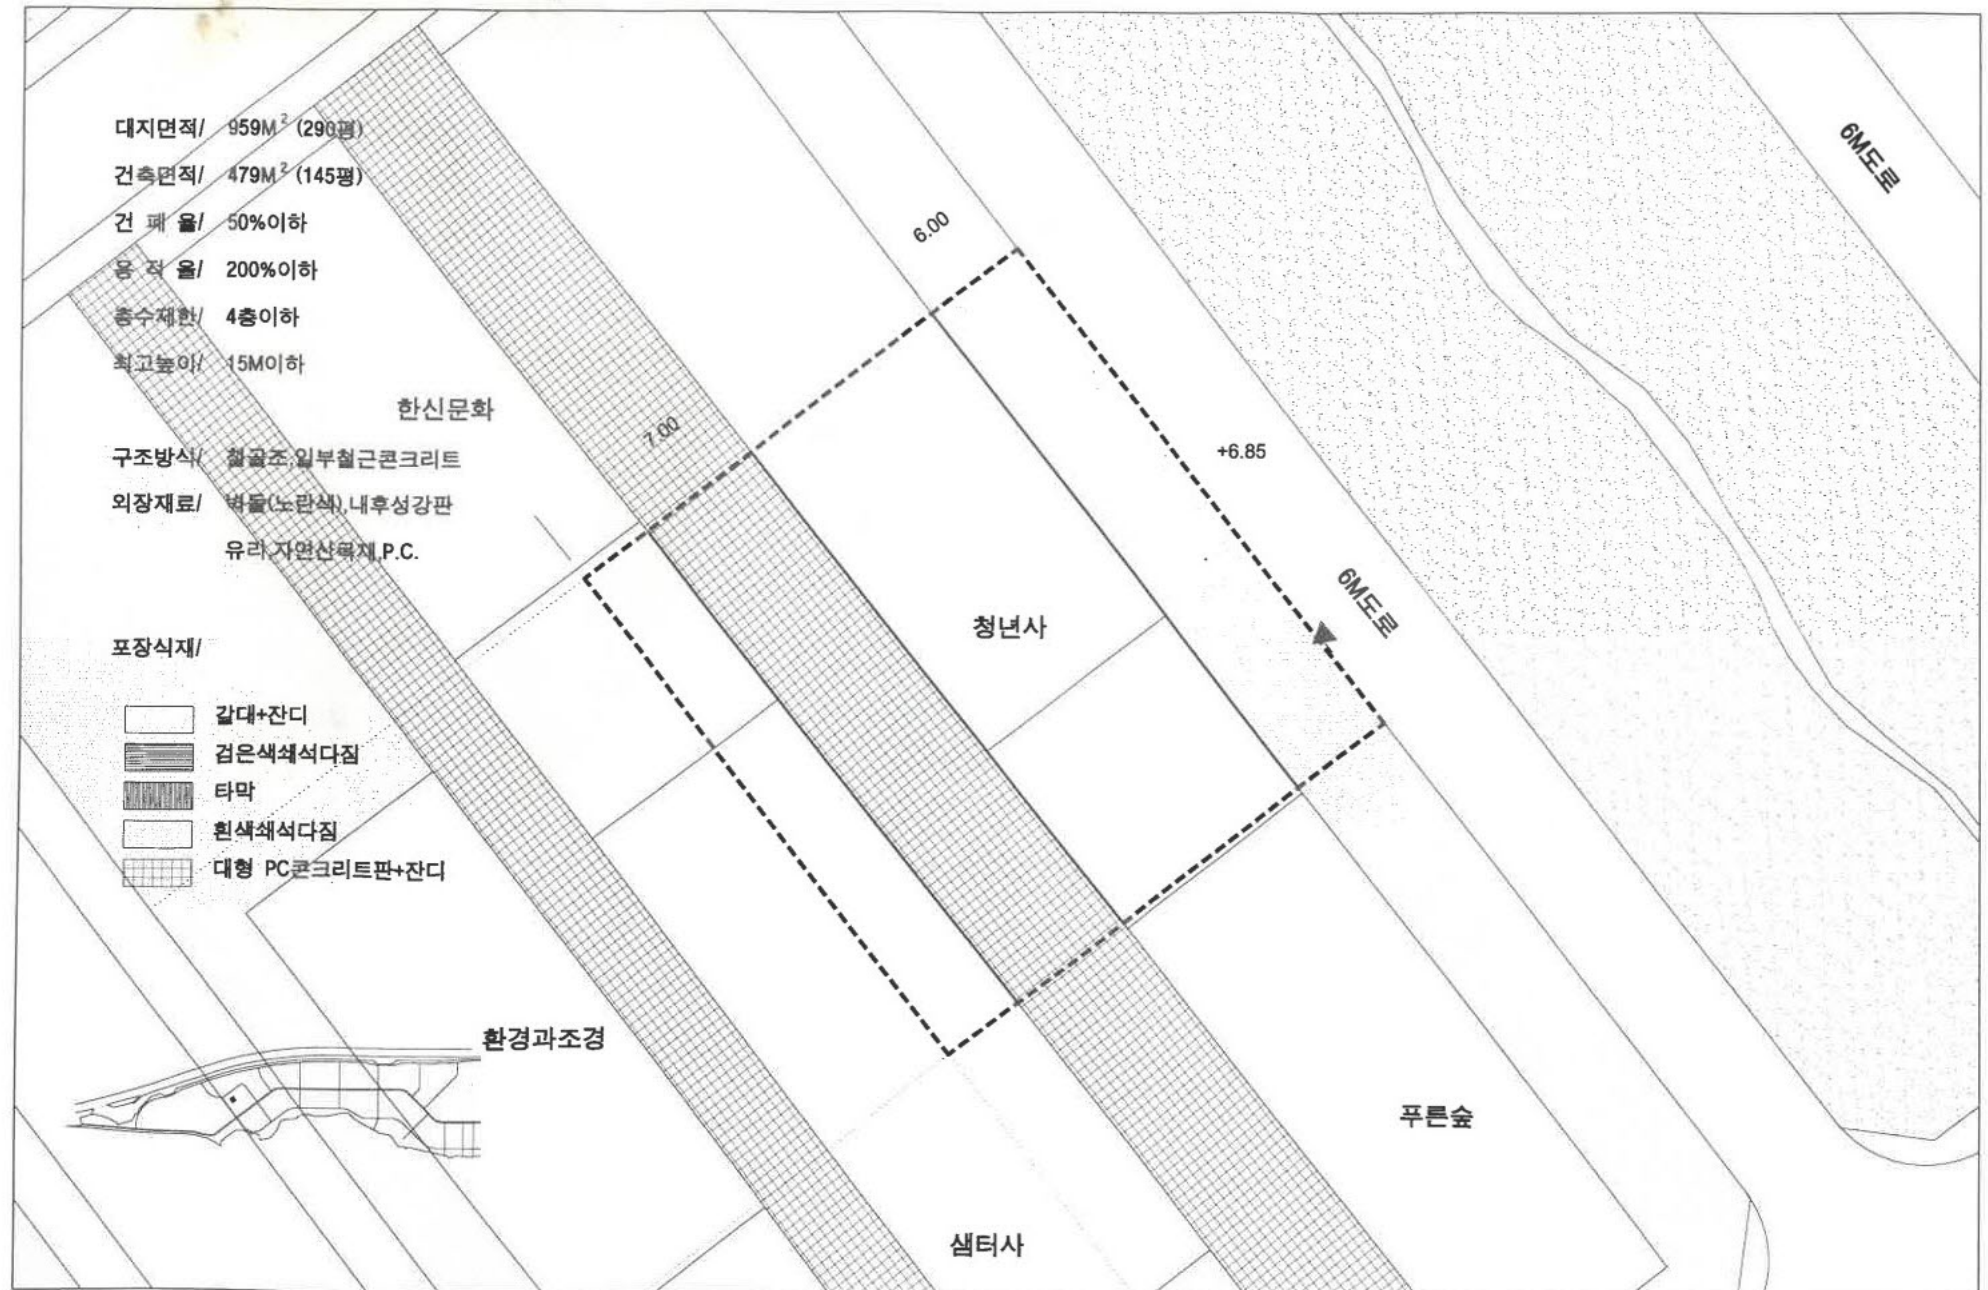 대지면적/ 959M² (290평)
건축면적/ 479M² (145평)
건 폐 율/ 50%이하
용 적 율/ 200%이하
층수재한/ 4층이하
최고높이/ 15M이하
구조방식/ 철골조,일부철근콘크리트
외장재료/ 벽돌(노란색),내후성강판
유리,자연산목재,P.C.
포장식재/
갈대+잔디
검은색쇄석다짐
타막
흰색쇄석다짐
대형 PC콘크리트판+잔디
한신문화
7.00
6.00
+6.85
6M도로
6M도로
청년사
환경과조경
푸른숲
샘터사